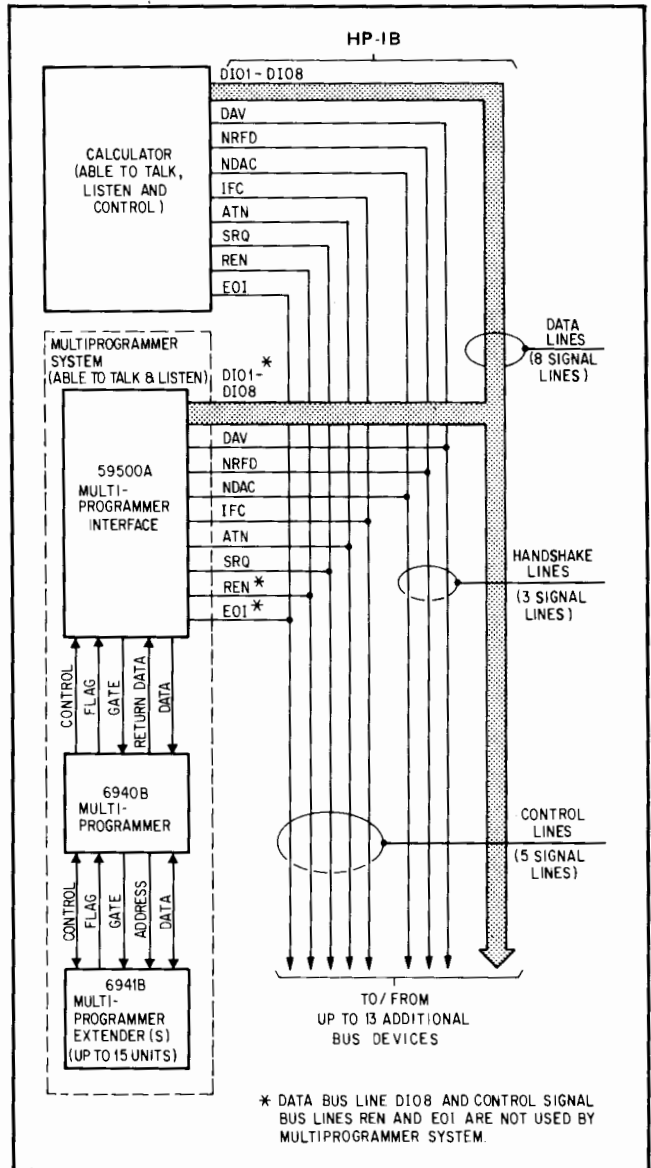 HP-IB
DIO1-DIO8
DAV
NRFD
NDAC
IFC
ATN
SRQ
REN
EOI
CALCULATOR
(ABLE TO TALK,
LISTEN AND
CONTROL)
DATA
LINES
(8 SIGNAL
LINES)
MULTIPROGRAMMER
SYSTEM
(ABLE TO TALK & LISTEN)
DIO1-*
DIO8
DAV
NRFD
NDAC
IFC
ATN
SRQ
REN*
EOI*
59500A
MULTI-
PROGRAMMER
INTERFACE
HANDSHAKE
LINES
(3 SIGNAL
LINES)
CONTROL
FLAG
GATE
RETURN DATA
DATA
6940B
MULTI-
PROGRAMMER
CONTROL
LINES
(5 SIGNAL
LINES)
CONTROL
FLAG
GATE
ADDRESS
DATA
6941B
MULTI-
PROGRAMMER
EXTENDER(S)
(UP TO 15 UNITS)
TO/FROM
UP TO 13 ADDITIONAL
BUS DEVICES
* DATA BUS LINE DIO8 AND CONTROL SIGNAL
BUS LINES REN AND EOI ARE NOT USED BY
MULTIPROGRAMMER SYSTEM.